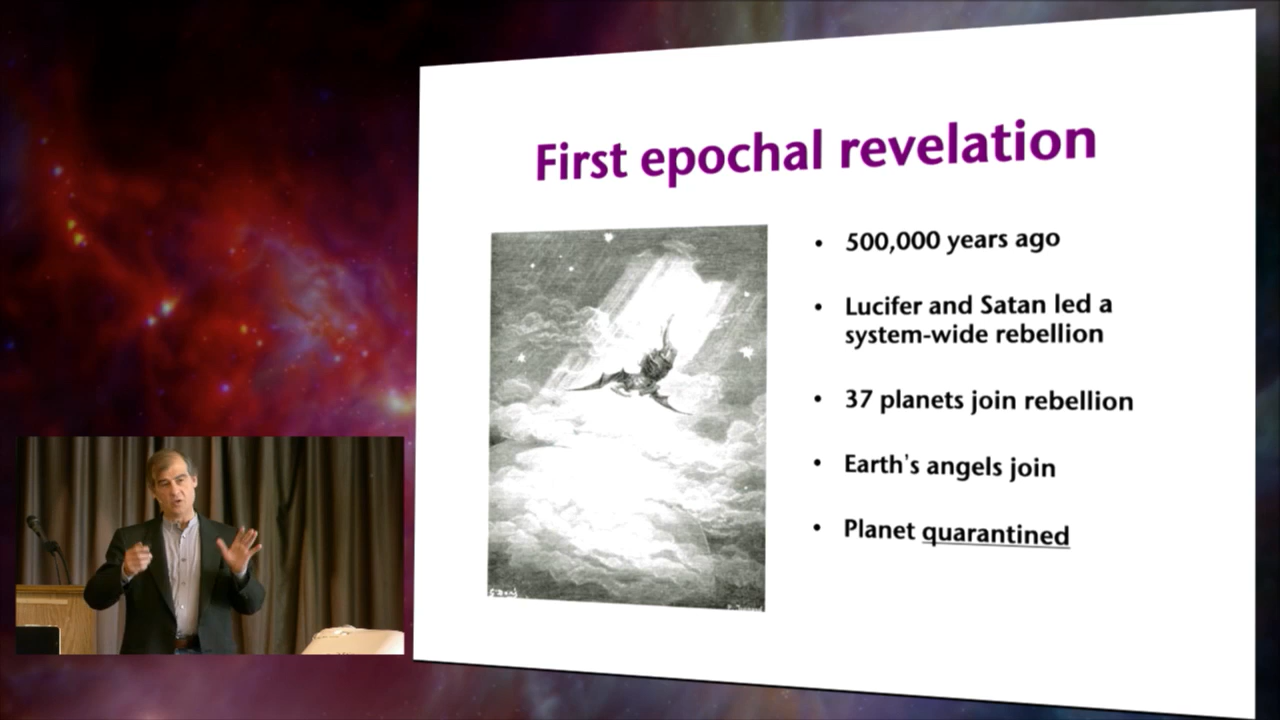 First epochal revelation
• 500,000 years ago
• Lucifer and Satan led a
system-wide rebellion
• 37 planets join rebellion
• Earth's angels join
• Planet quarantined